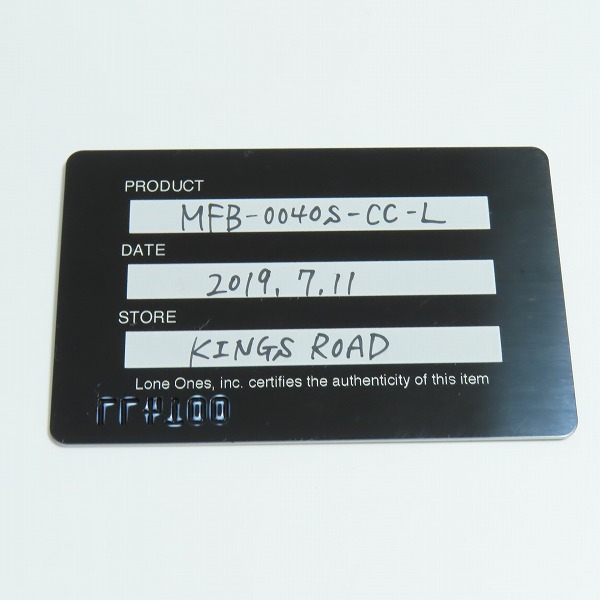 PRODUCT
MFB-0040S-CC-L
DATE
2019.7.11
STORE
KINGS ROAD
Lone Ones, inc. certifies the authenticity of this item